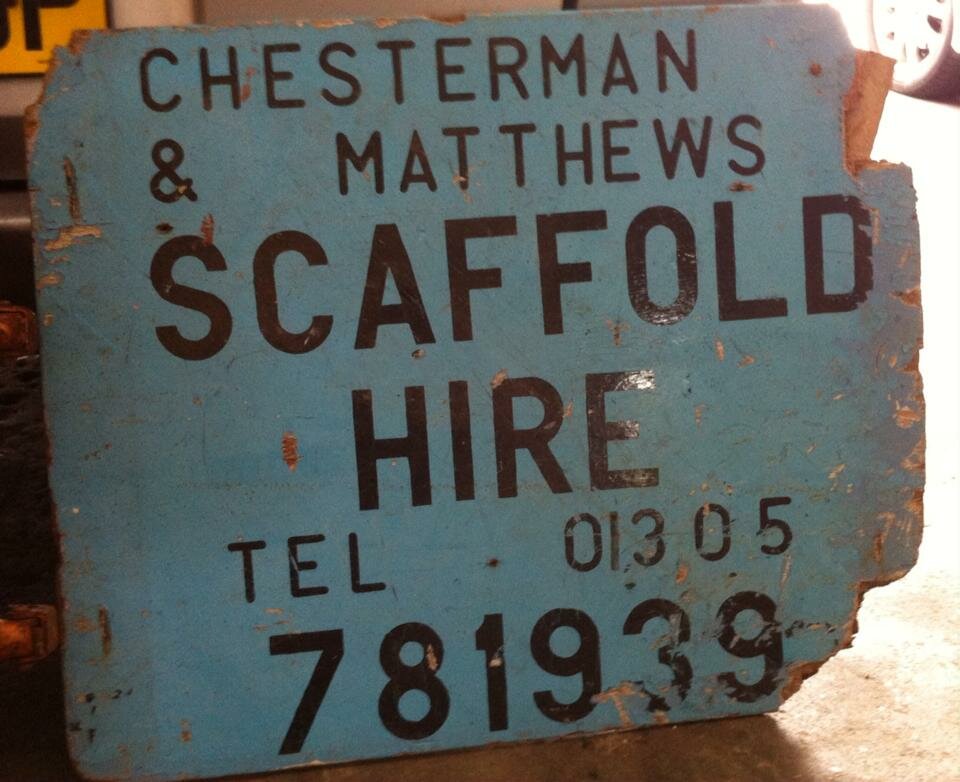 CHESTERMAN
& MATTHEWS
SCAFFOLD
HIRE
TEL 01305
781939